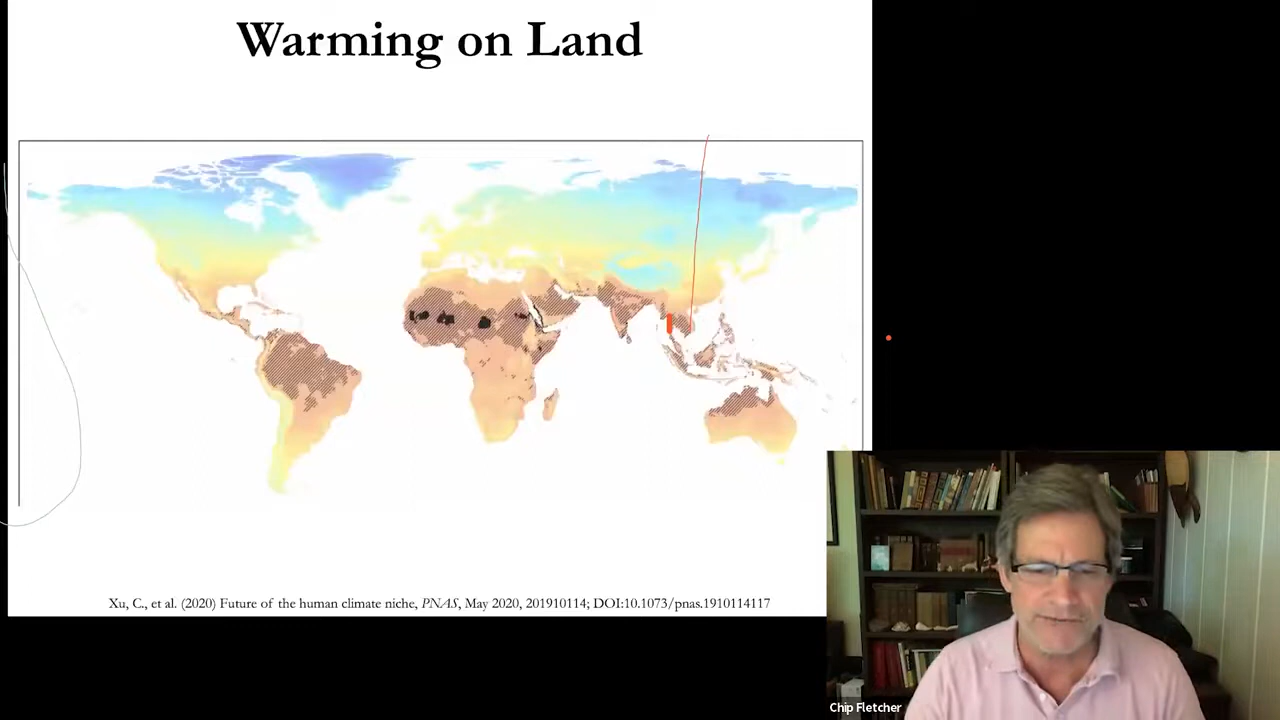 Warming on Land
Xu, C., et al. (2020) Future of the human climate niche, PNAS, May 2020, 201910114; DOI:10.1073/pnas.1910114117
Chip Fletcher